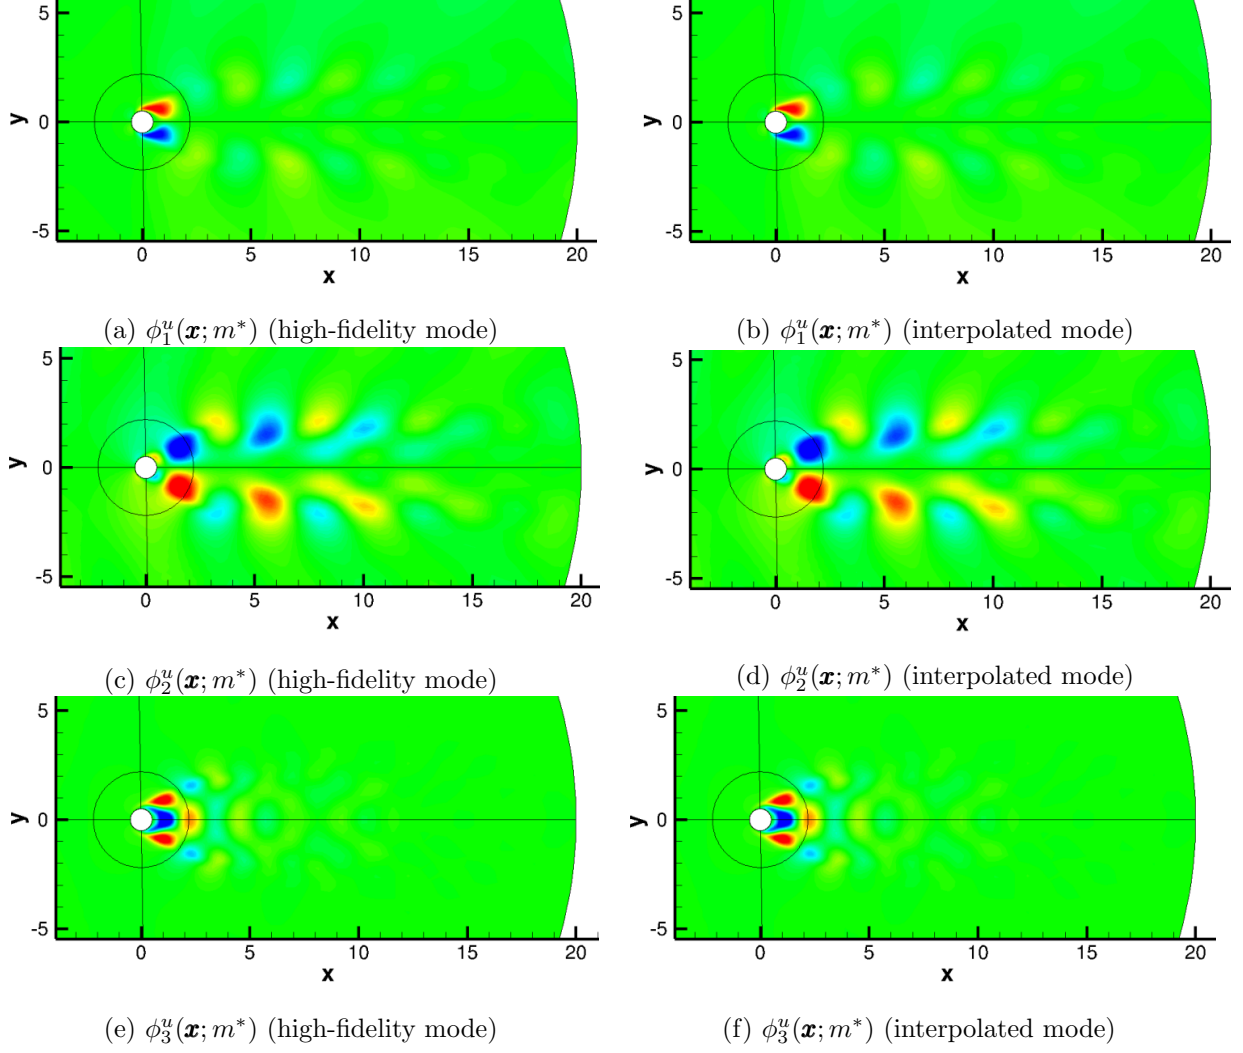 5
0
-5
y
0 5 10 15 20
x
5
0
-5
y
0 5 10 15 20
x
(a) ϕ₁ᵘ(𝒙; m*) (high-fidelity mode)
(b) ϕ₁ᵘ(𝒙; m*) (interpolated mode)
5
0
-5
y
0 5 10 15 20
x
5
0
-5
y
0 5 10 15 20
x
(c) ϕ₂ᵘ(𝒙; m*) (high-fidelity mode)
(d) ϕ₂ᵘ(𝒙; m*) (interpolated mode)
5
0
-5
y
0 5 10 15 20
x
5
0
-5
y
0 5 10 15 20
x
(e) ϕ₃ᵘ(𝒙; m*) (high-fidelity mode)
(f) ϕ₃ᵘ(𝒙; m*) (interpolated mode)